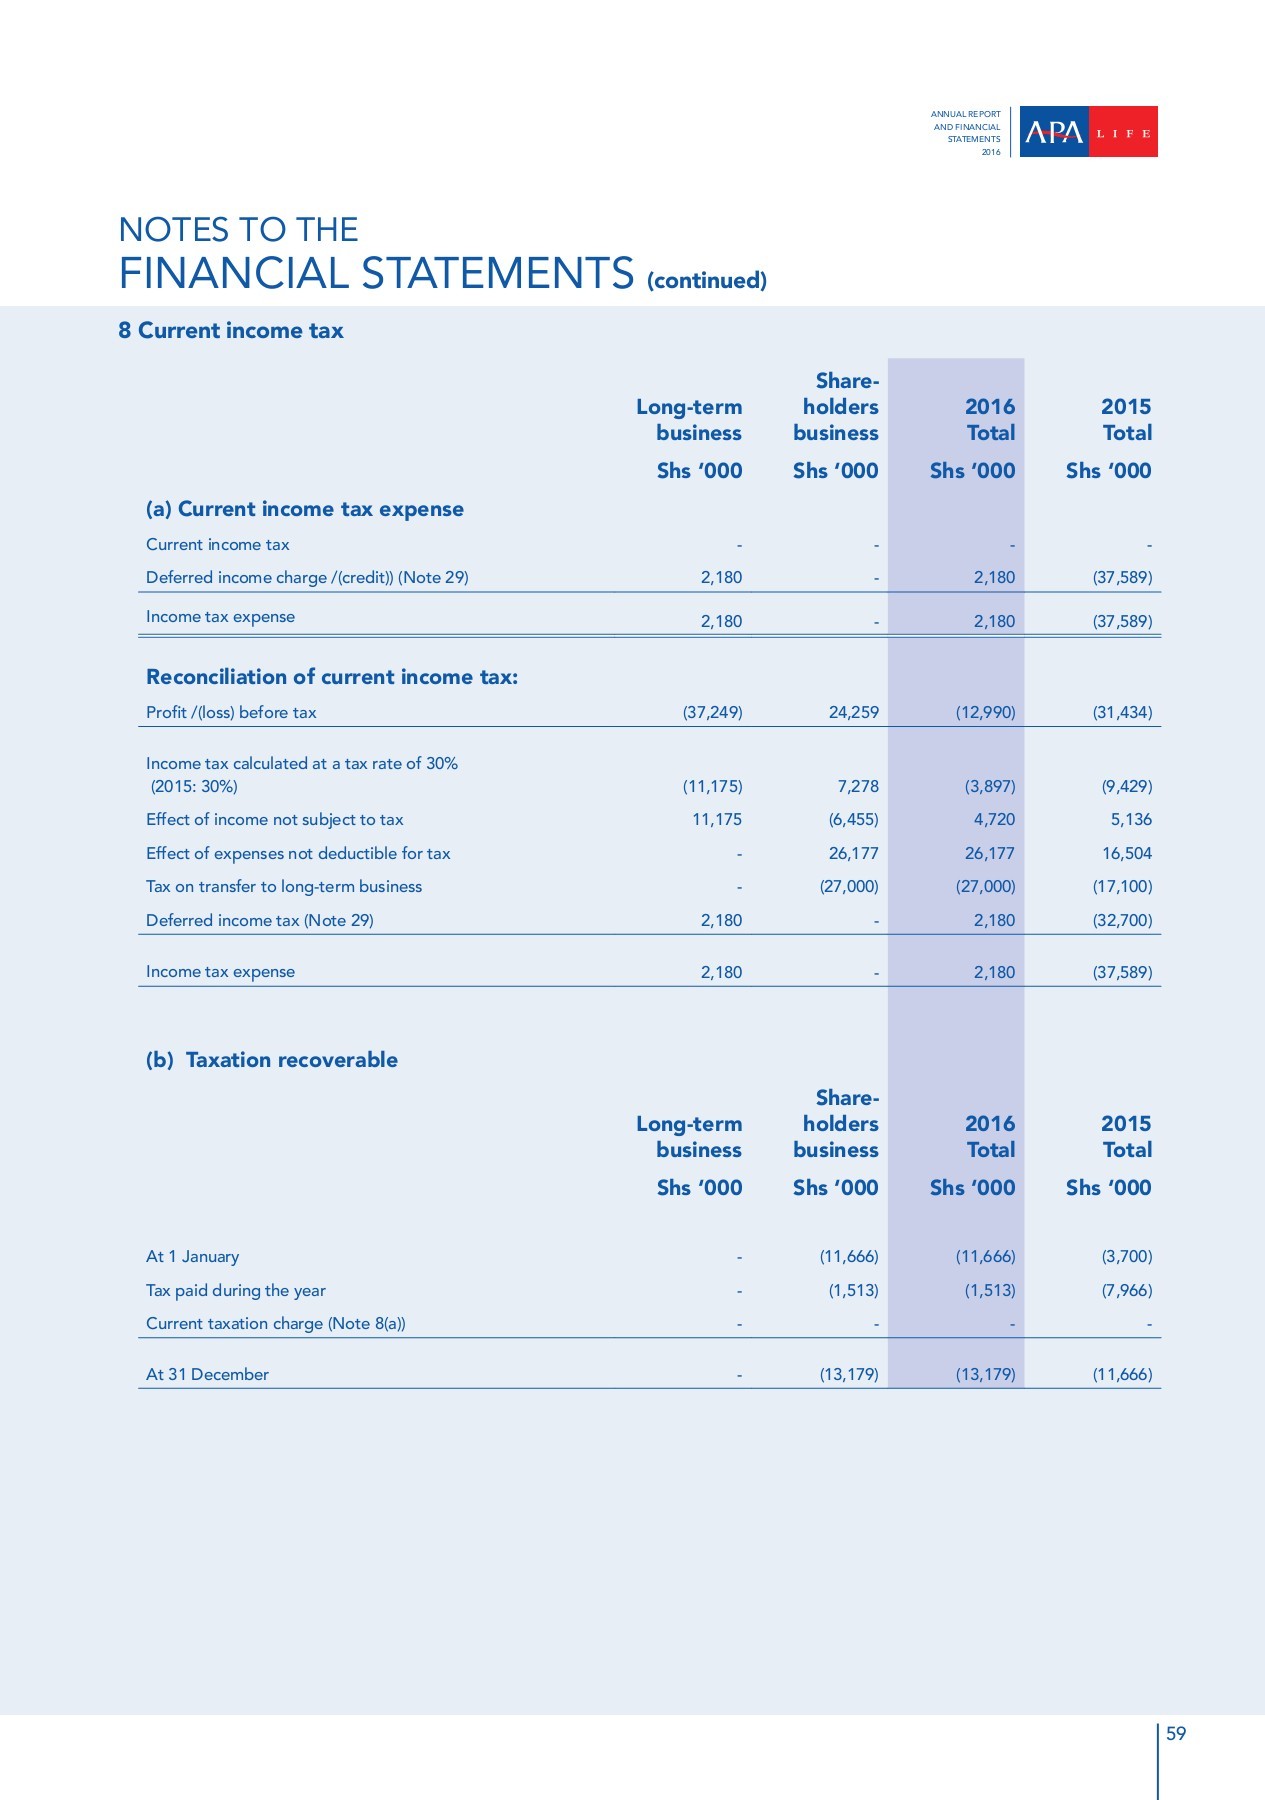 ANNUAL REPORT
AND FINANCIAL
STATEMENTS
2016
APA LIFE
NOTES TO THE
FINANCIAL STATEMENTS (continued)
8 Current income tax
Share-
Long-term holders 2016 2015
business business Total Total
Shs ‘000 Shs ‘000 Shs ‘000 Shs ‘000
(a) Current income tax expense
Current income tax - - - -
Deferred income charge /(credit)) (Note 29) 2,180 - 2,180 (37,589)
Income tax expense 2,180 - 2,180 (37,589)
Reconciliation of current income tax:
Profit /(loss) before tax (37,249) 24,259 (12,990) (31,434)
Income tax calculated at a tax rate of 30%
(2015: 30%) (11,175) 7,278 (3,897) (9,429)
Effect of income not subject to tax 11,175 (6,455) 4,720 5,136
Effect of expenses not deductible for tax - 26,177 26,177 16,504
Tax on transfer to long-term business - (27,000) (27,000) (17,100)
Deferred income tax (Note 29) 2,180 - 2,180 (32,700)
Income tax expense 2,180 - 2,180 (37,589)
(b) Taxation recoverable
Share-
Long-term holders 2016 2015
business business Total Total
Shs ‘000 Shs ‘000 Shs ‘000 Shs ‘000
At 1 January - (11,666) (11,666) (3,700)
Tax paid during the year - (1,513) (1,513) (7,966)
Current taxation charge (Note 8(a)) - - - -
At 31 December - (13,179) (13,179) (11,666)
59